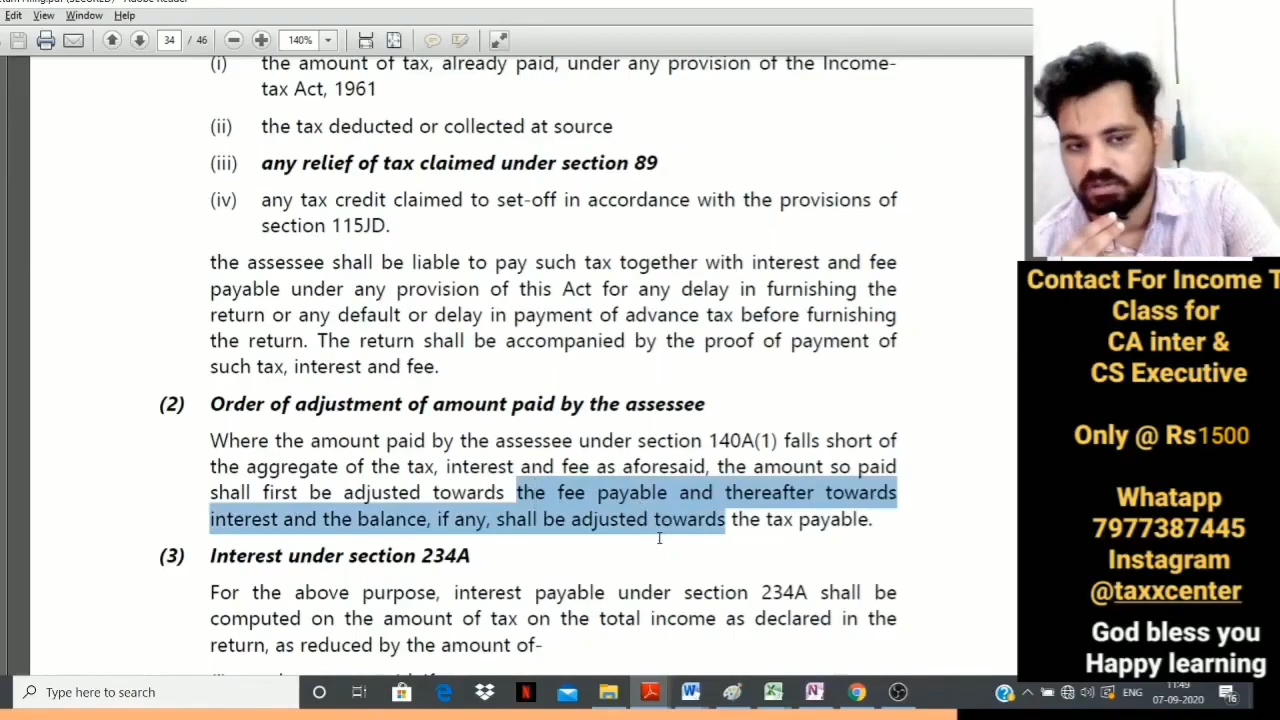 Edit View Window Help
34 / 46 140%
(i) the amount of tax, already paid, under any provision of the Income-
tax Act, 1961
(ii) the tax deducted or collected at source
(iii) any relief of tax claimed under section 89
(iv) any tax credit claimed to set-off in accordance with the provisions of
section 115JD.
the assessee shall be liable to pay such tax together with interest and fee
payable under any provision of this Act for any delay in furnishing the
return or any default or delay in payment of advance tax before furnishing
the return. The return shall be accompanied by the proof of payment of
such tax, interest and fee.
(2) Order of adjustment of amount paid by the assessee
Where the amount paid by the assessee under section 140A(1) falls short of
the aggregate of the tax, interest and fee as aforesaid, the amount so paid
shall first be adjusted towards the fee payable and thereafter towards
interest and the balance, if any, shall be adjusted towards the tax payable.
(3) Interest under section 234A
For the above purpose, interest payable under section 234A shall be
computed on the amount of tax on the total income as declared in the
return, as reduced by the amount of-
Contact For Income T
Class for
CA inter &
CS Executive
Only @ Rs1500
Whatapp
7977387445
Instagram
@taxxcenter
God bless you
Happy learning
Type here to search
ENG
11:49
07-09-2020
16